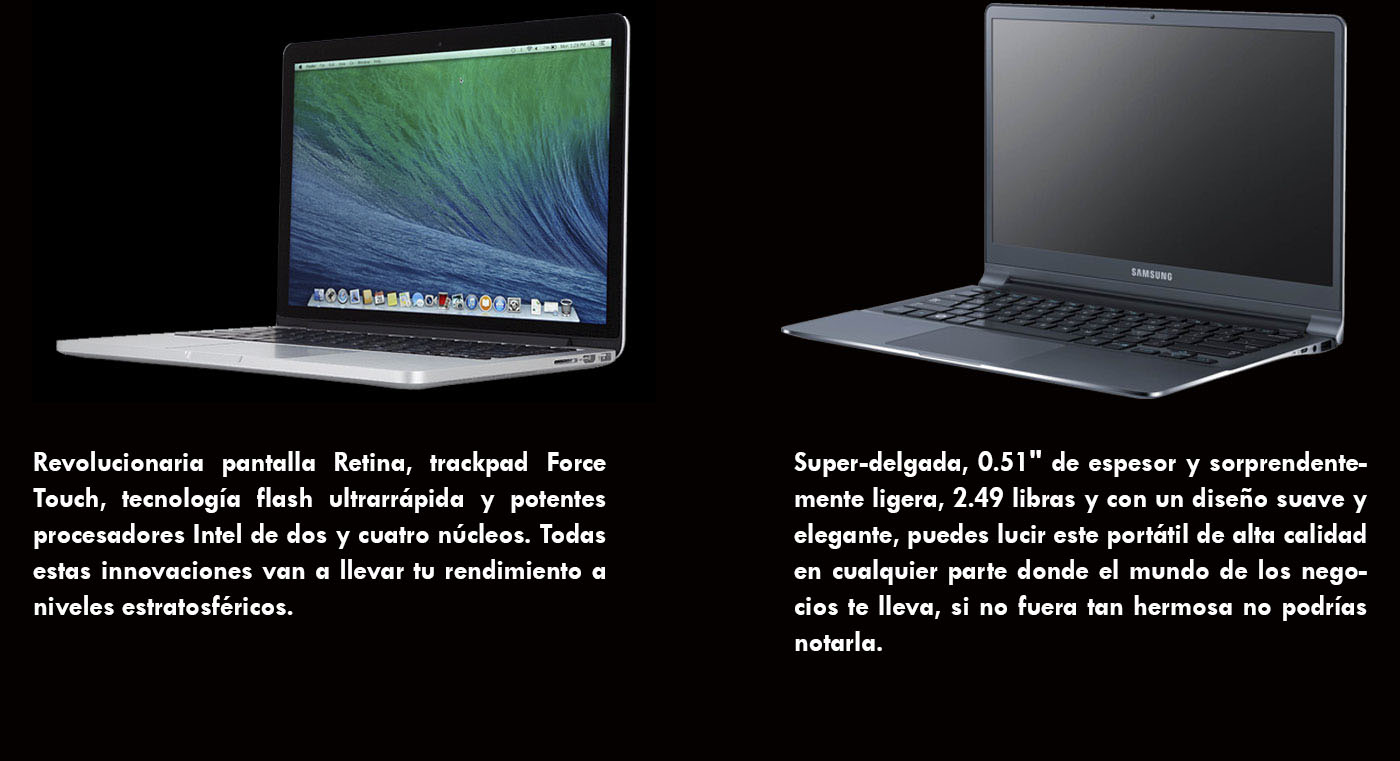 SAMSUNG
Revolucionaria pantalla Retina, trackpad Force
Touch, tecnología flash ultrarrápida y potentes
procesadores Intel de dos y cuatro núcleos. Todas
estas innovaciones van a llevar tu rendimiento a
niveles estratosféricos.
Super-delgada, 0.51" de espesor y sorprendente-
mente ligera, 2.49 libras y con un diseño suave y
elegante, puedes lucir este portátil de alta calidad
en cualquier parte donde el mundo de los nego-
cios te lleva, si no fuera tan hermosa no podrías
notarla.